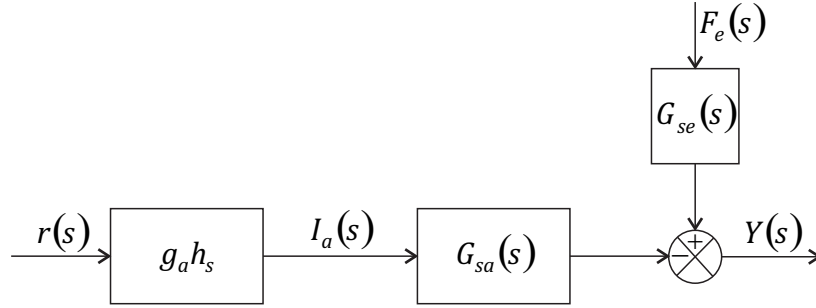 F_e(s)
G_se(s)
r(s)
g_a h_s
I_a(s)
G_sa(s)
+
−
Y(s)